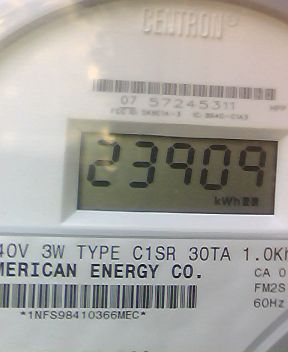 CENTRON®
07 57245311
23909
kWh
40V 3W TYPE C1SR 30TA 1.0Kh
MERICAN ENERGY CO.
CA 0
FM2S
60Hz
*1NFS98410366MEC*